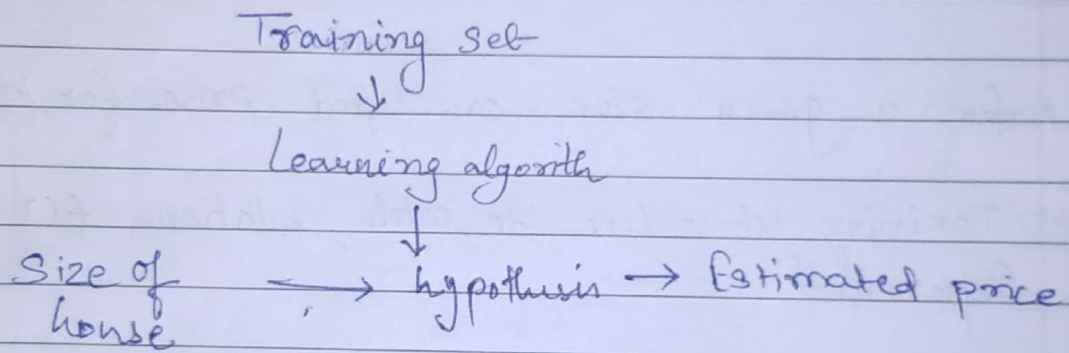 Training set
↓
Learning algorith
↓
Size of → hypothesis → Estimated price
house